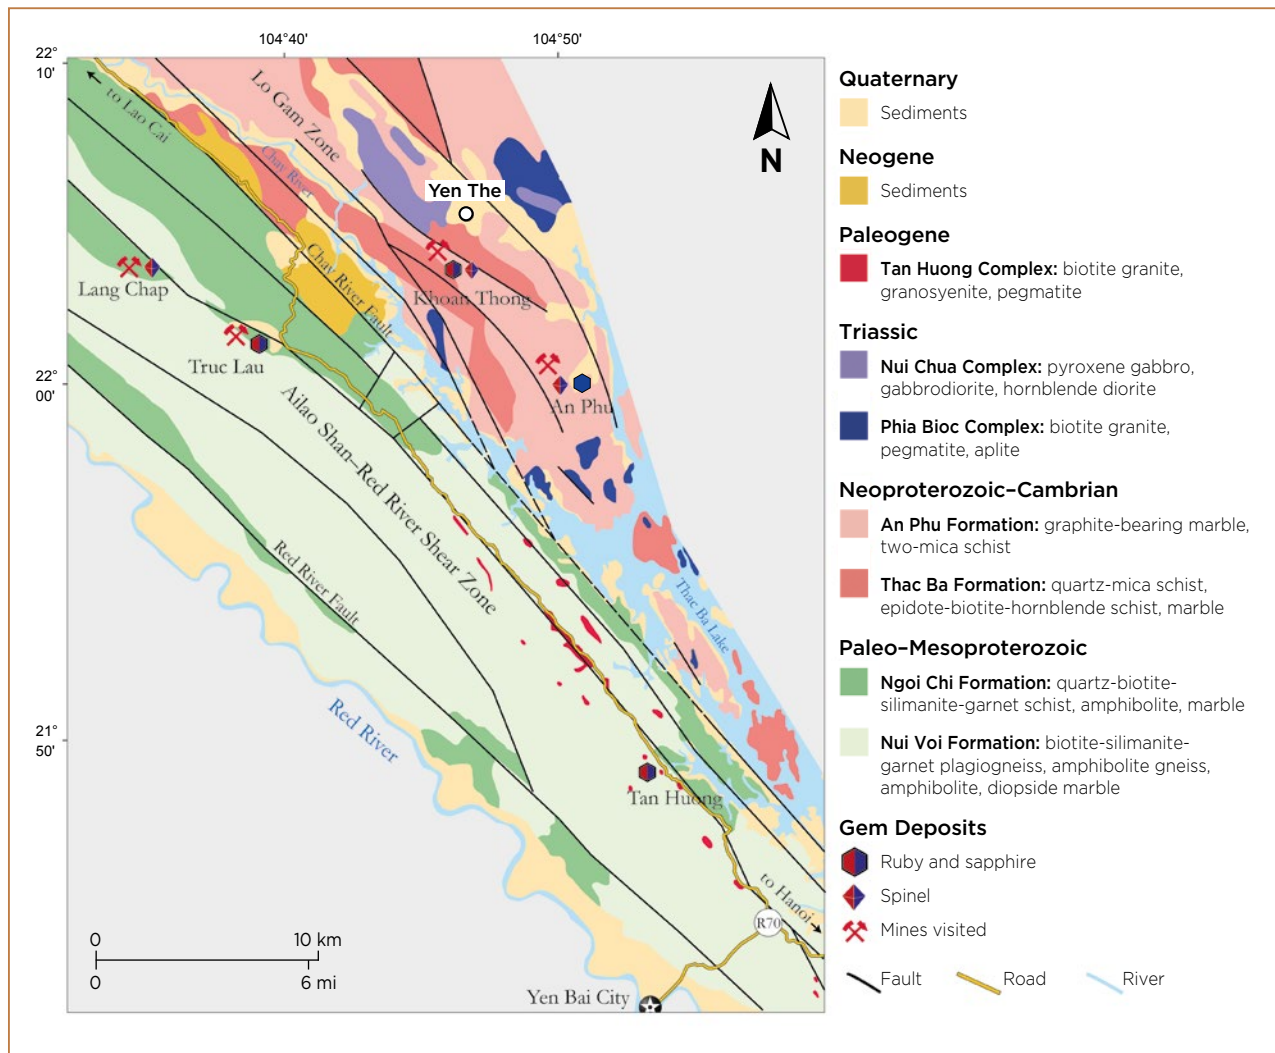 104°40'
104°50'
22°
10'
22°
00'
21°
50'
to Lao Cai
Lo Gam Zone
Chay River
Yen The
N
Chay River Fault
Khoan Thong
Lang Chap
Truc Lau
An Phu
Ailao Shan–Red River Shear Zone
Red River Fault
Thac Ba Lake
Red River
Tan Huong
to Hanoi
R70
Yen Bai City
0
10 km
0
6 mi
Quaternary
Sediments
Neogene
Sediments
Paleogene
Tan Huong Complex: biotite granite,
granosyenite, pegmatite
Triassic
Nui Chua Complex: pyroxene gabbro,
gabbrodiorite, hornblende diorite
Phia Bioc Complex: biotite granite,
pegmatite, aplite
Neoproterozoic–Cambrian
An Phu Formation: graphite-bearing marble,
two-mica schist
Thac Ba Formation: quartz-mica schist,
epidote-biotite-hornblende schist, marble
Paleo–Mesoproterozoic
Ngoi Chi Formation: quartz-biotite-
silimanite-garnet schist, amphibolite, marble
Nui Voi Formation: biotite-silimanite-
garnet plagiogneiss, amphibolite gneiss,
amphibolite, diopside marble
Gem Deposits
Ruby and sapphire
Spinel
Mines visited
Fault
Road
River